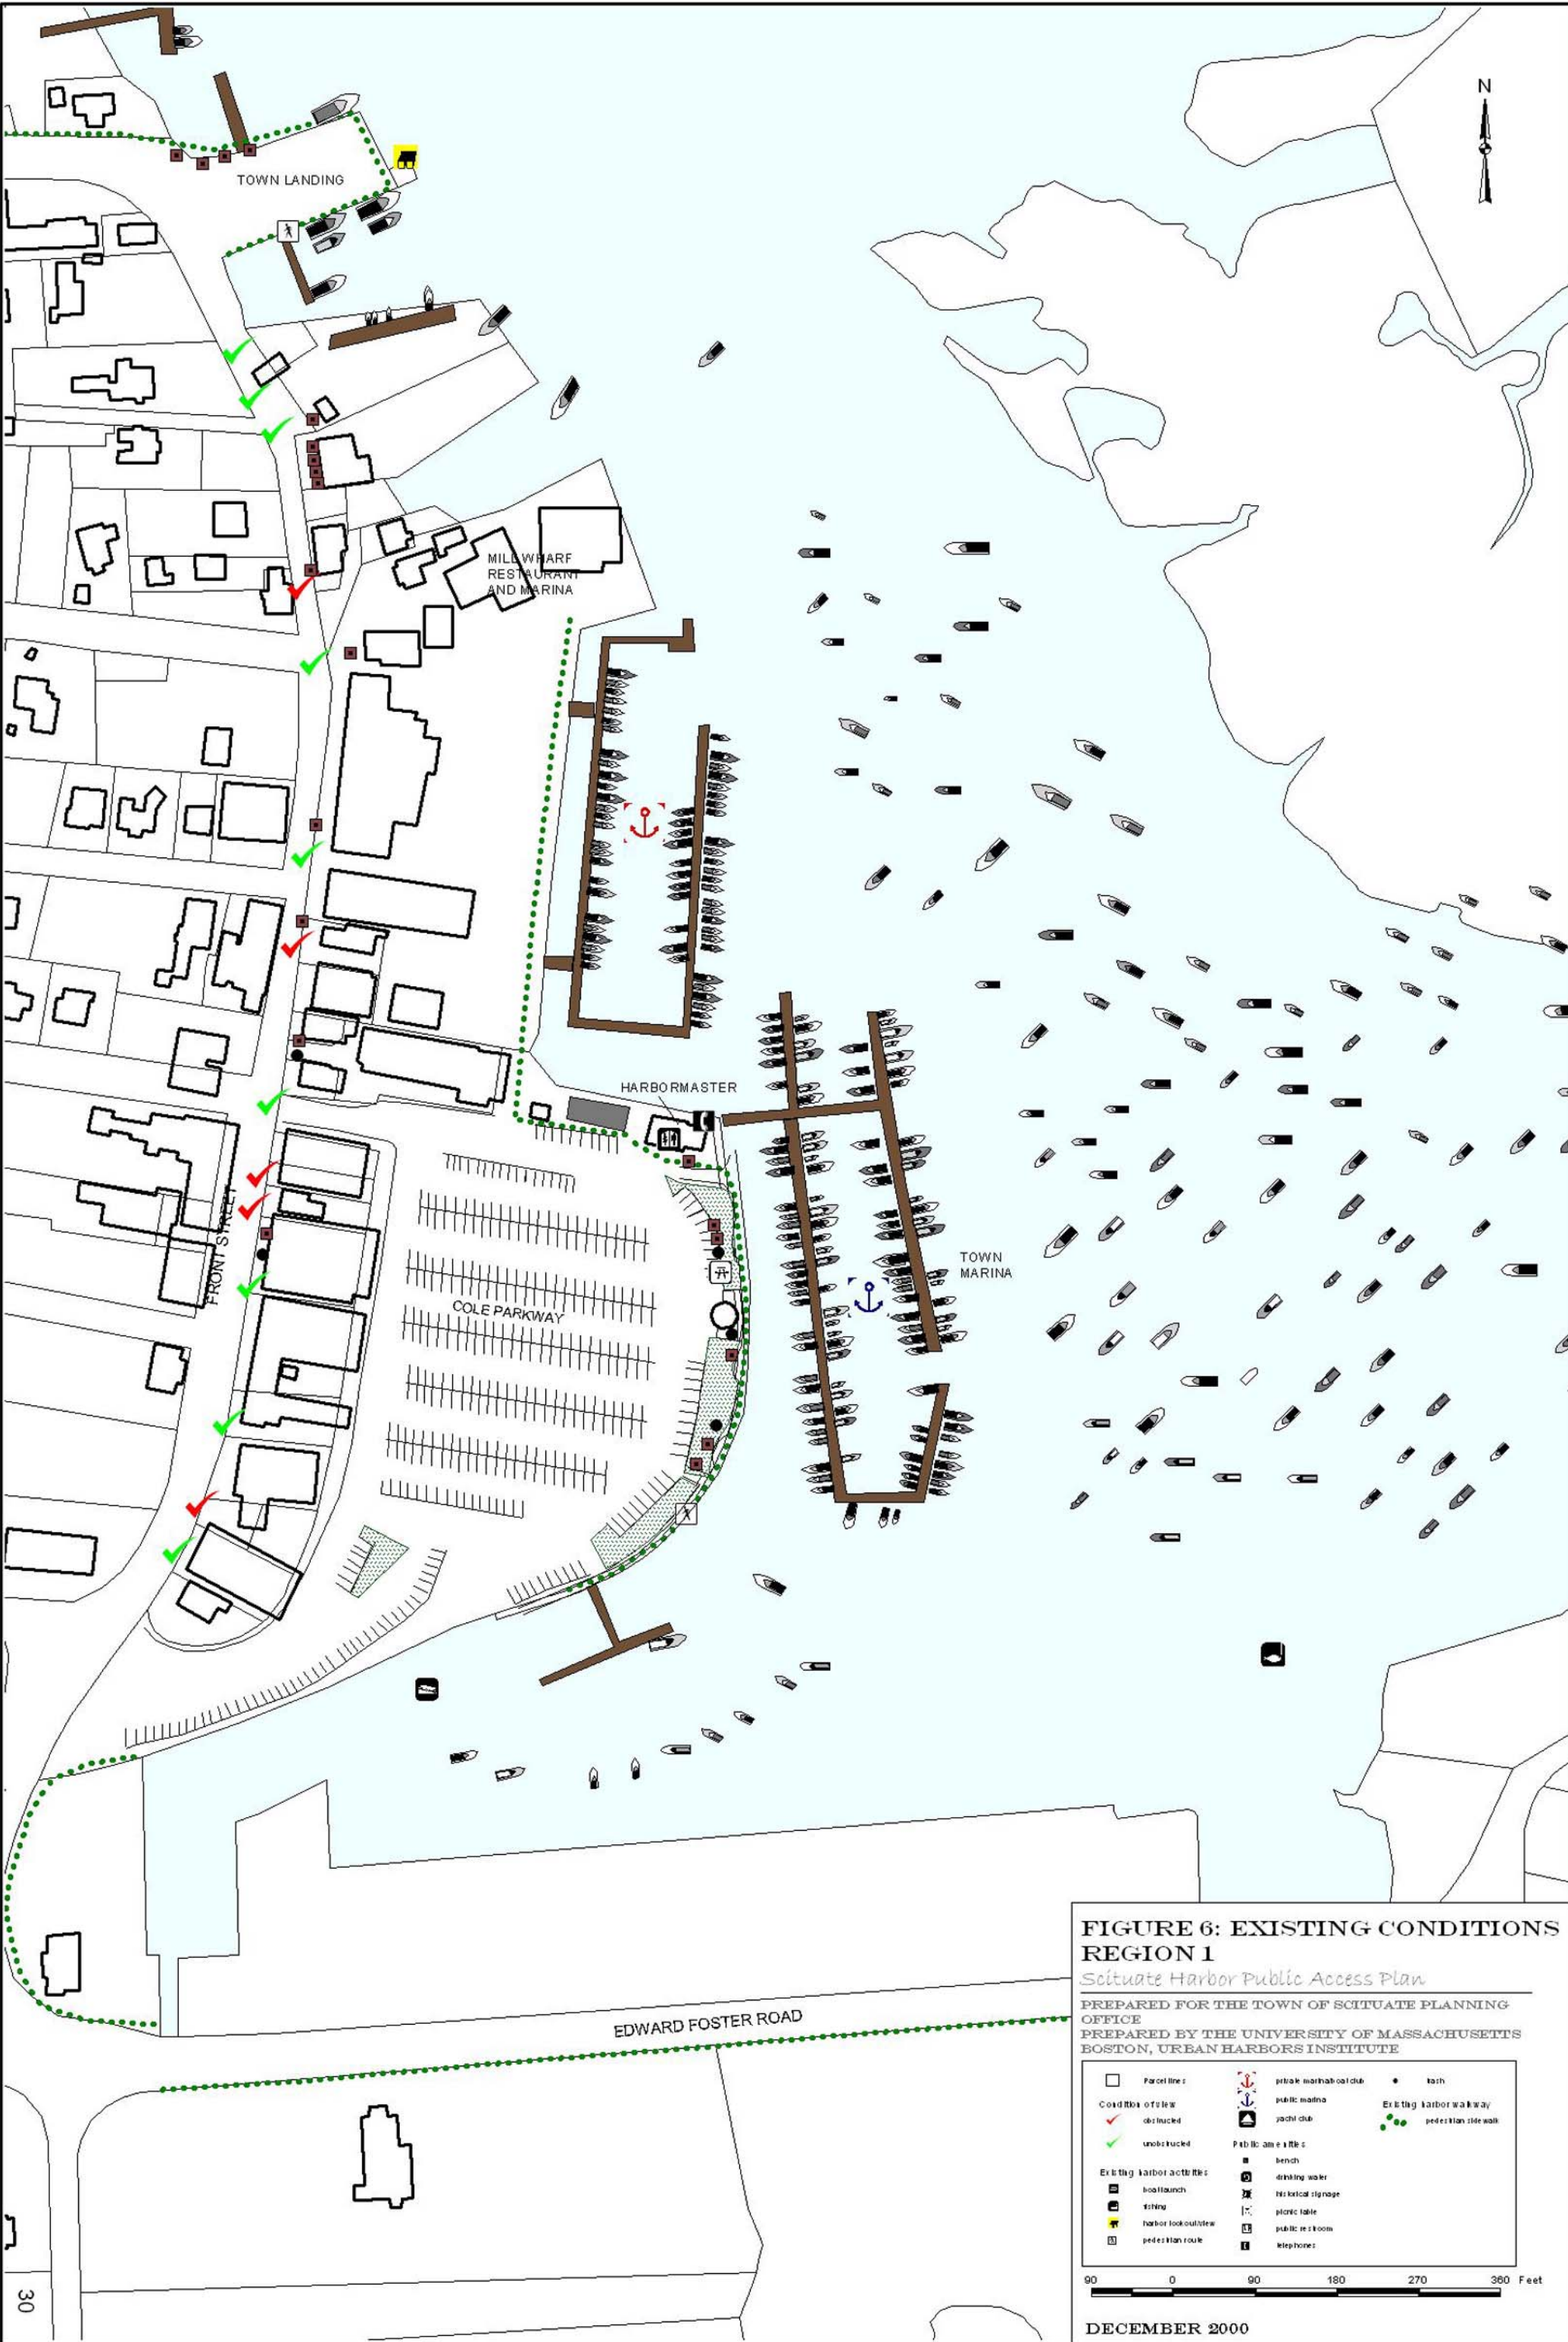 N
TOWN LANDING
MILL WHARF
RESTAURANT
AND MARINA
HARBORMASTER
FRONT STREET
COLE PARKWAY
TOWN
MARINA
EDWARD FOSTER ROAD
FIGURE 6: EXISTING CONDITIONS
REGION 1
Scituate Harbor Public Access Plan
PREPARED FOR THE TOWN OF SCITUATE PLANNING
OFFICE
PREPARED BY THE UNIVERSITY OF MASSACHUSETTS
BOSTON, URBAN HARBORS INSTITUTE
Parcel lines
Condition of view
obstructed
unobstructed
Existing harbor activities
boat launch
fishing
harbor lookout/view
pedestrian route
private marina/boat club
public marina
yacht club
Public amenities
bench
drinking water
historical signage
picnic table
public restroom
telephones
trash
Existing harbor walkway
pedestrian sidewalk
90 0 90 180 270 360 Feet
DECEMBER 2000
30